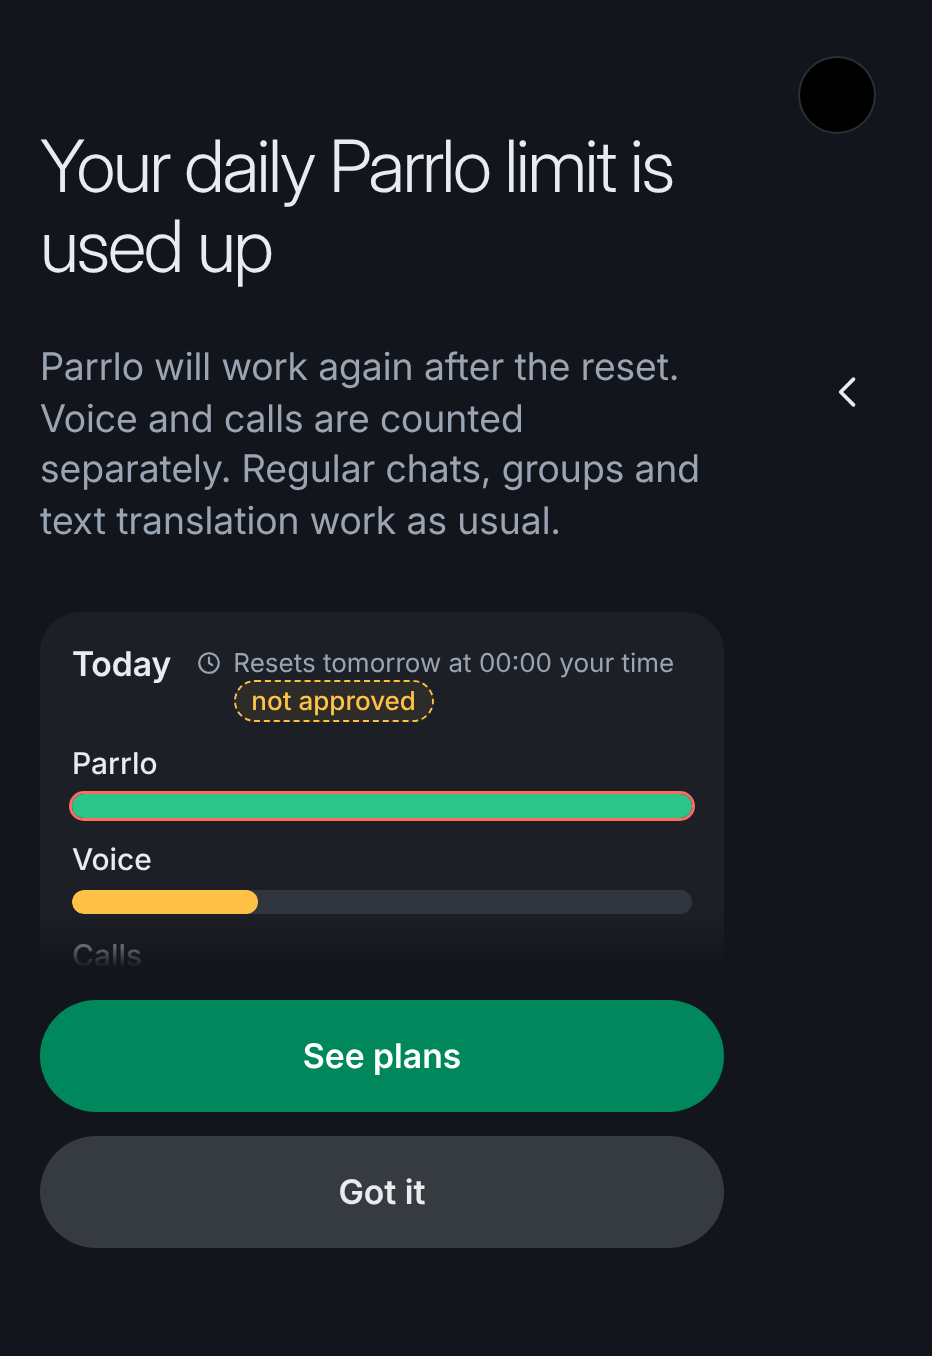 Your daily Parrlo limit is
used up
Parrlo will work again after the reset.
Voice and calls are counted
separately. Regular chats, groups and
text translation work as usual.
Today
Resets tomorrow at 00:00 your time
not approved
Parrlo
Voice
Calls
See plans
Got it